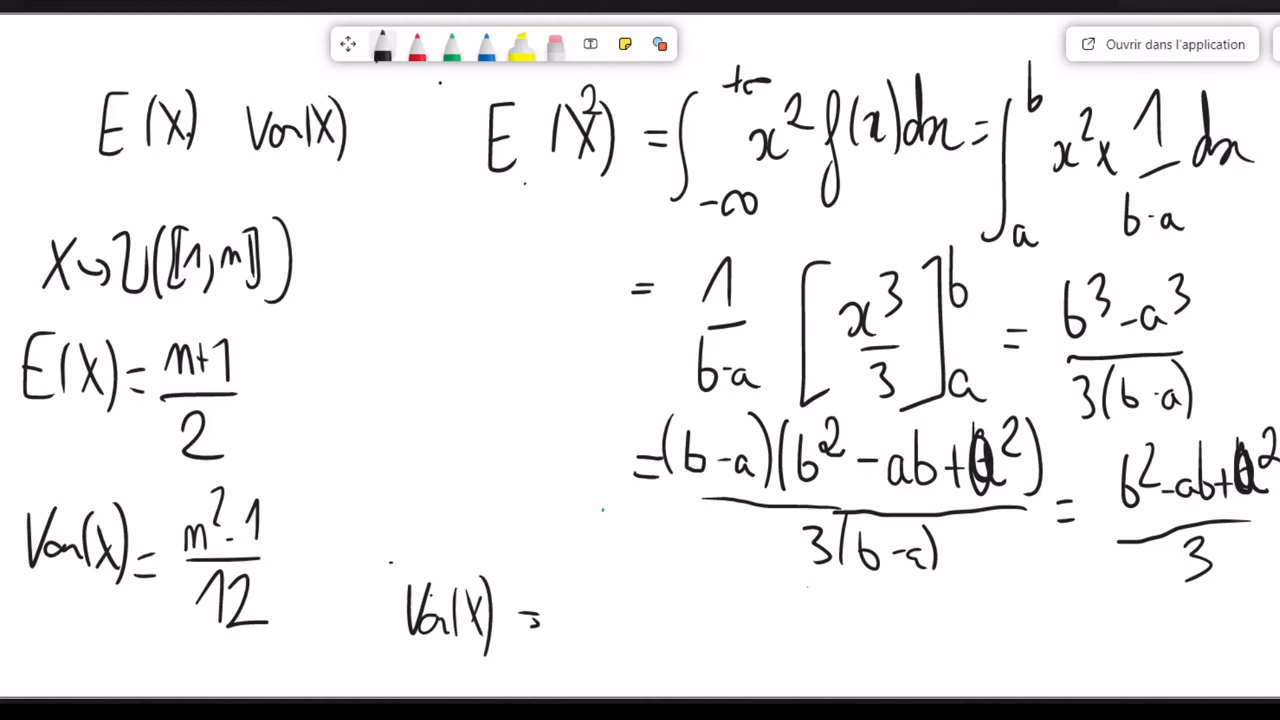 Ouvrir dans l'application
E(X) Var(X)
X ↪ U(⟦1,n⟧)
E(X) = n+1/2
Var(X) = n²-1/12
E(X²) = ∫_{-∞}^{+∞} x² f(x)dx = ∫_a^b x² × 1/b-a dx
= 1/b-a [x³/3]_a^b = b³-a³/3(b-a)
= (b-a)(b²-ab+a²)/3(b-a) = b²-ab+a²/3
Var(X) =